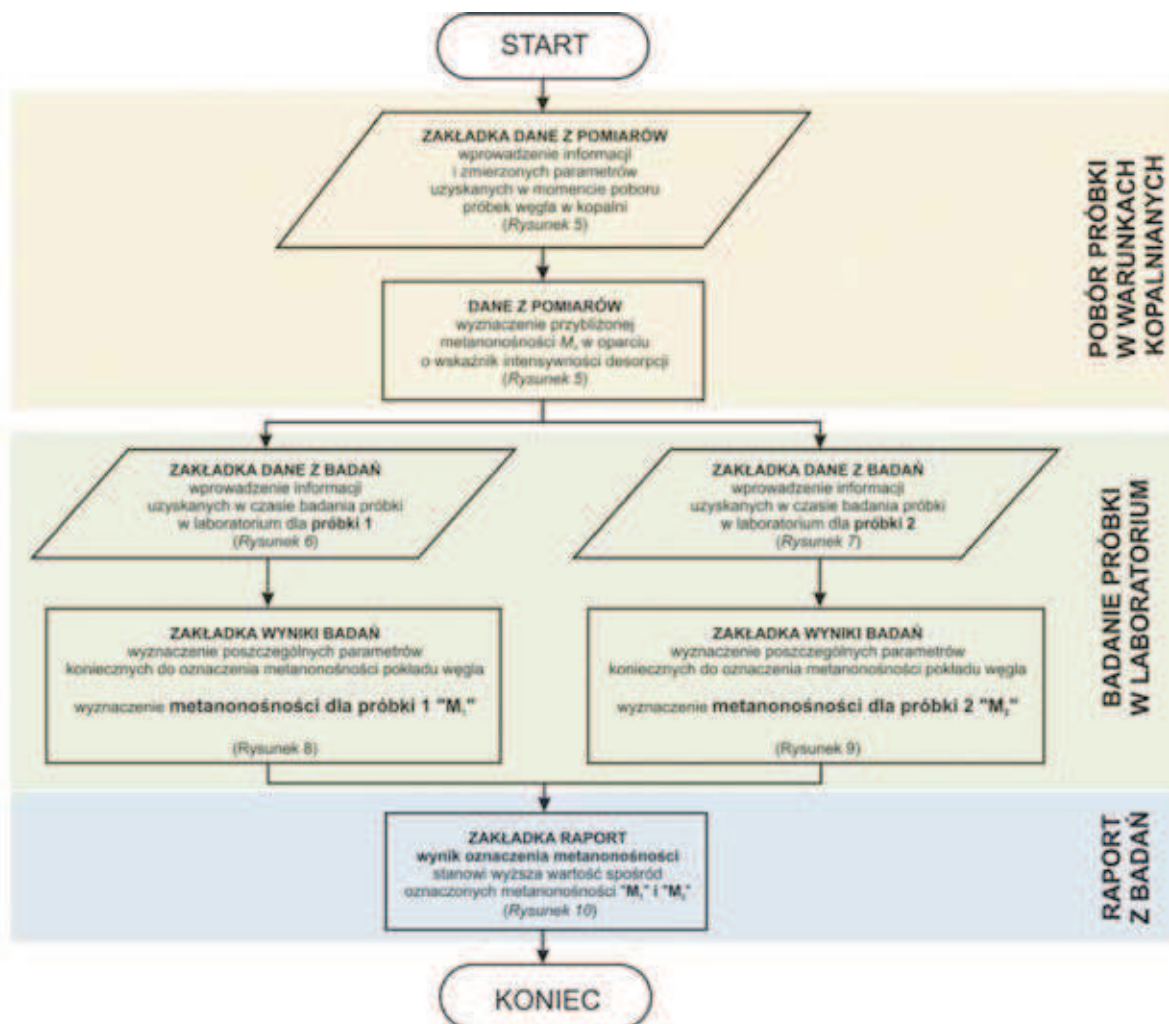 START
ZAKŁADKA DANE Z POMIARÓW
wprowadzenie informacji
i zmierzonych parametrów
uzyskanych w momencie poboru
próbek węgla w kopalni
(Rysunek 5)
DANE Z POMIARÓW
wyznaczenie przybliżonej
metanonośności w oparciu
o wskaźnik intensywności desorpcji
(Rysunek 5)
POBÓR PRÓBKI
W WARUNKACH
KOPALNIANYCH
ZAKŁADKA DANE Z BADAŃ
wprowadzenie informacji
uzyskanych w czasie badania próbki
w laboratorium dla próbki 1
(Rysunek 6)
ZAKŁADKA DANE Z BADAŃ
wprowadzenie informacji
uzyskanych w czasie badania próbki
w laboratorium dla próbki 2
(Rysunek 7)
ZAKŁADKA WYNIKI BADAŃ
wyznaczenie poszczególnych parametrów
koniecznych do oznaczenia metanonośności pokładu węgla
wyznaczenie metanonośności dla próbki 1 "M₁"
(Rysunek 8)
ZAKŁADKA WYNIKI BADAŃ
wyznaczenie poszczególnych parametrów
koniecznych do oznaczenia metanonośności pokładu węgla
wyznaczenie metanonośności dla próbki 2 "M₂"
(Rysunek 9)
BADANIE PRÓBKI
W LABORATORIUM
ZAKŁADKA RAPORT
wynik oznaczenia metanonośności
stanowi wyższa wartość spośród
oznaczonych metanonośności "M₁" i "M₂"
(Rysunek 10)
RAPORT
Z BADAŃ
KONIEC